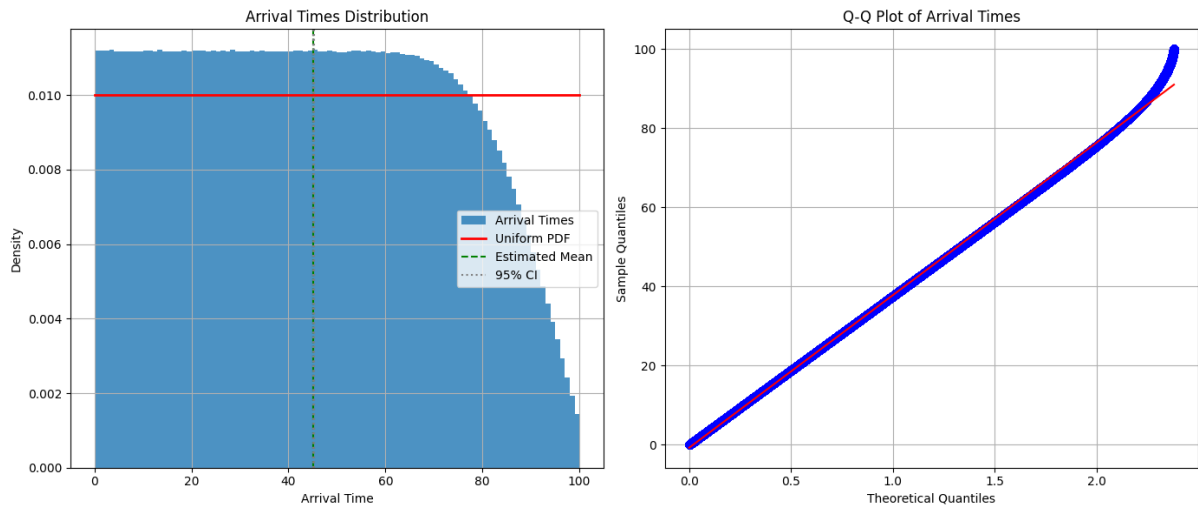 Arrival Times Distribution
Density
0.010
0.008
0.006
0.004
0.002
0.000
0
20
40
60
80
100
Arrival Time
Arrival Times
Uniform PDF
Estimated Mean
95% CI
Q-Q Plot of Arrival Times
Sample Quantiles
100
80
60
40
20
0
0.0
0.5
1.0
1.5
2.0
Theoretical Quantiles